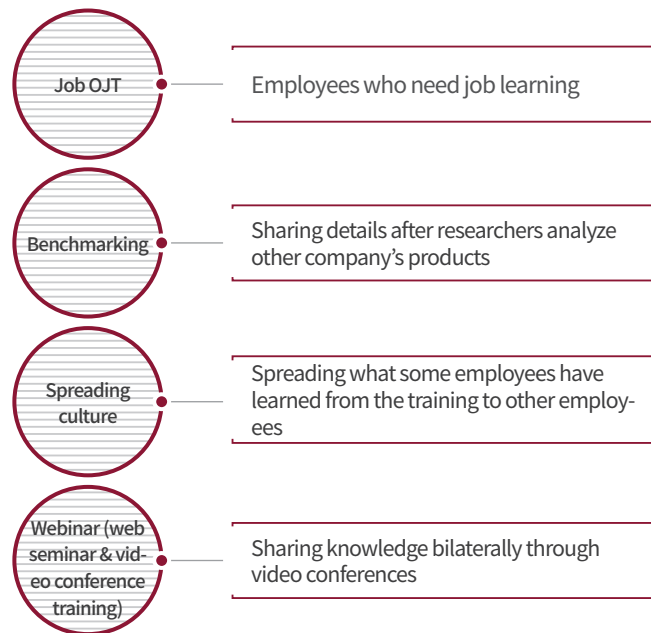 Job OJT
Employees who need job learning
Benchmarking
Sharing details after researchers analyze
other company’s products
Spreading
culture
Spreading what some employees have
learned from the training to other employ-
ees
Webinar (web
seminar & vid-
eo conference
training)
Sharing knowledge bilaterally through
video conferences